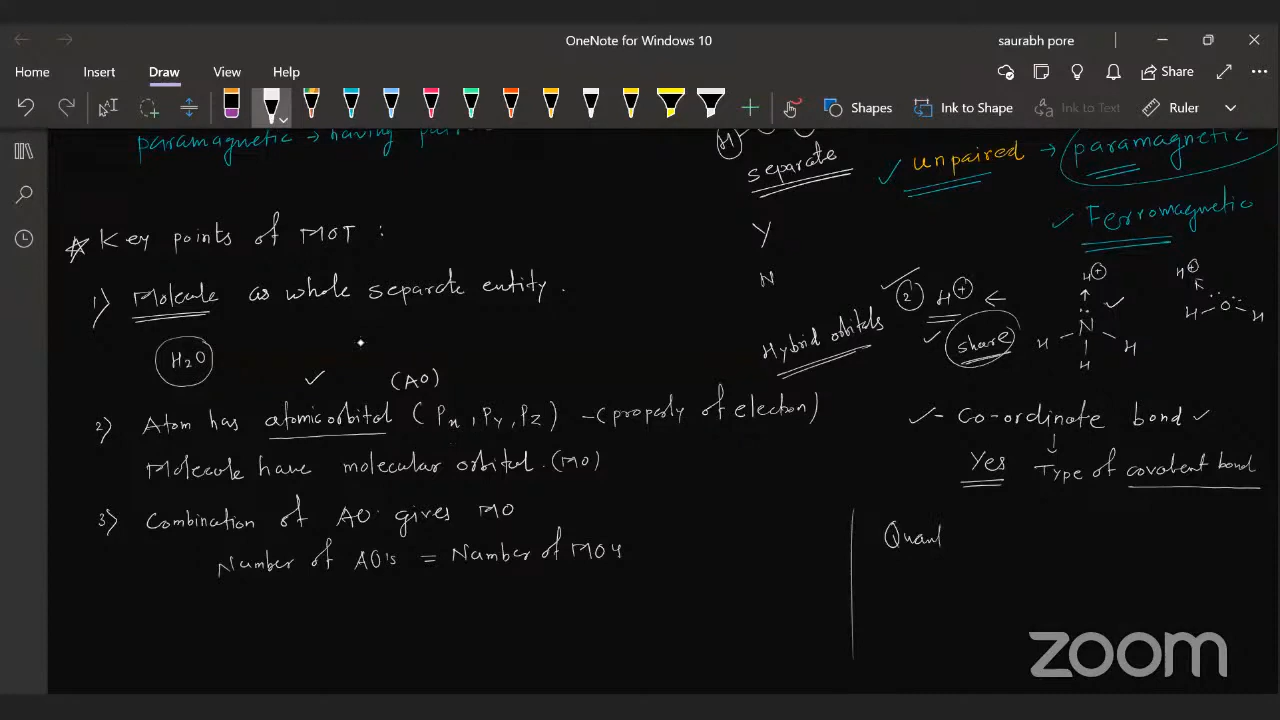 OneNote for Windows 10
saurabh pore
Home Insert Draw View Help
Share
Shapes
Ink to Shape
Ink to Text
Ruler
paramagnetic → having
H
separate
Y
N
✓ unpaired → paramagnetic
✓ Ferromagnetic
☆ Key points of MOT :
1) Molecule as whole separate entity.
H2O
✓ (AO)
2) Atom has atomic orbital (Px, Py, Pz) - (property of electron)
Molecule have molecular orbital. (MO)
3) Combination of AO. gives MO
Number of AO's = Number of MO's
Hybrid orbitals
✓ 2 H+ ←
✓ share
H+
↑
N ✓
H H
H
H+
H - O - H
✓ - Co-ordinate bond ✓
↓
Yes Type of covalent bond
Quant
zoom